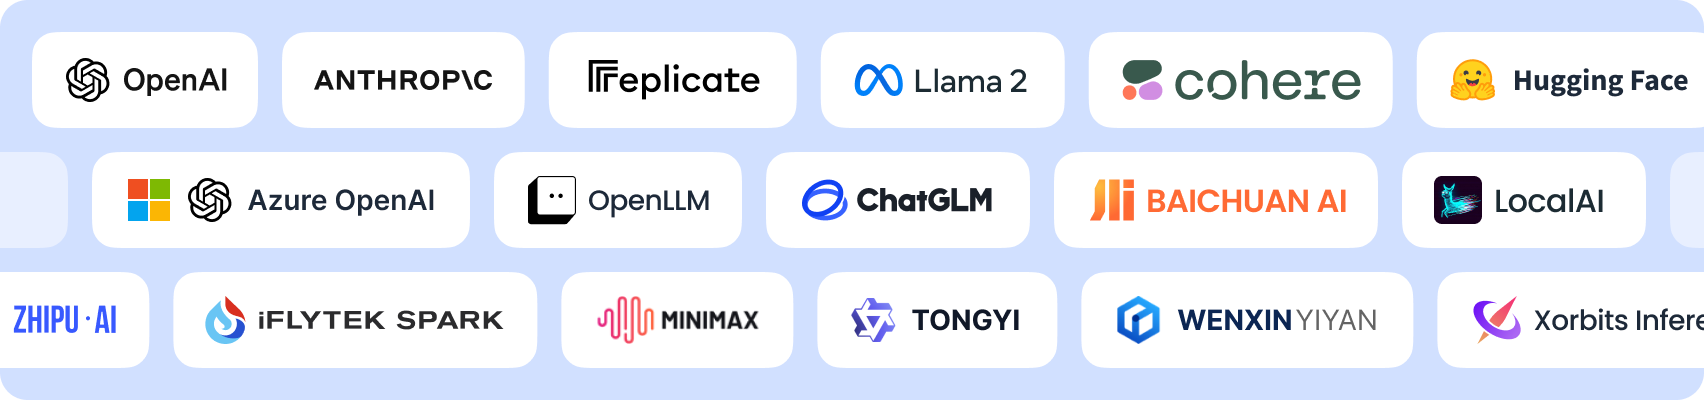 OpenAI
ANTHROP\C
replicate
Llama 2
cohere
Hugging Face
Azure OpenAI
OpenLLM
ChatGLM
BAICHUAN AI
LocalAI
ZHIPU·AI
iFLYTEK SPARK
MINIMAX
TONGYI
WENXIN YIYAN
Xorbits Infere